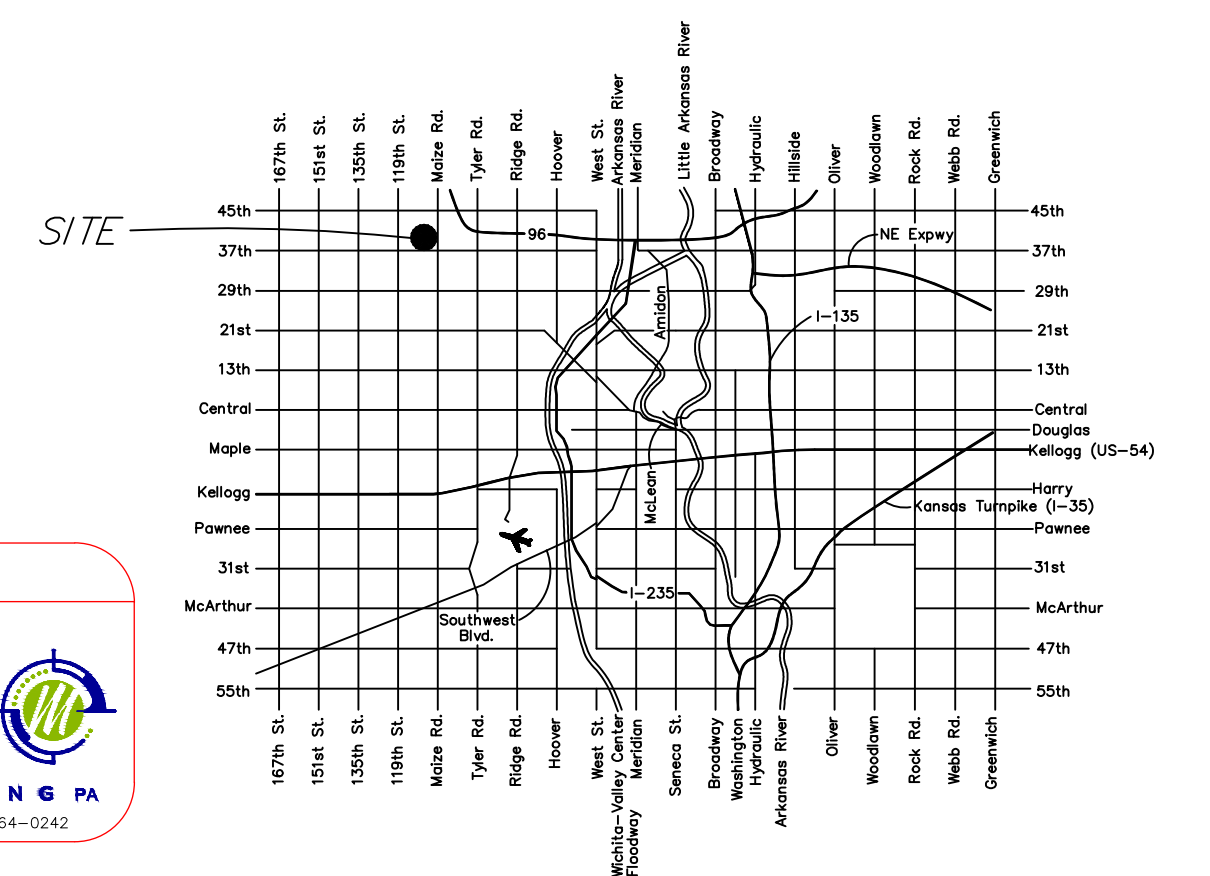 167th St.
151st St.
135th St.
119th St.
Maize Rd.
Tyler Rd.
Ridge Rd.
Hoover
West St.
Arkansas River
Meridian
Little Arkansas River
Broadway
Hydraulic
Hillside
Oliver
Woodlawn
Rock Rd.
Webb Rd.
Greenwich
SITE
45th
37th
29th
21st
13th
Central
Maple
Kellogg
Pawnee
31st
McArthur
47th
55th
96
NE Expwy
Amidon
I-135
McLean
Kansas Turnpike (I-35)
I-235
Southwest
Blvd.
45th
37th
29th
21st
13th
Central
Douglas
Kellogg (US-54)
Harry
Pawnee
31st
McArthur
47th
55th
167th St.
151st St.
135th St.
119th St.
Maize Rd.
Tyler Rd.
Ridge Rd.
Hoover
West St.
Wichita-Valley Center
Floodway
Meridian
Seneca St.
Broadway
Washington
Hydraulic
Arkansas River
Oliver
Woodlawn
Rock Rd.
Webb Rd.
Greenwich
N G PA
64-0242